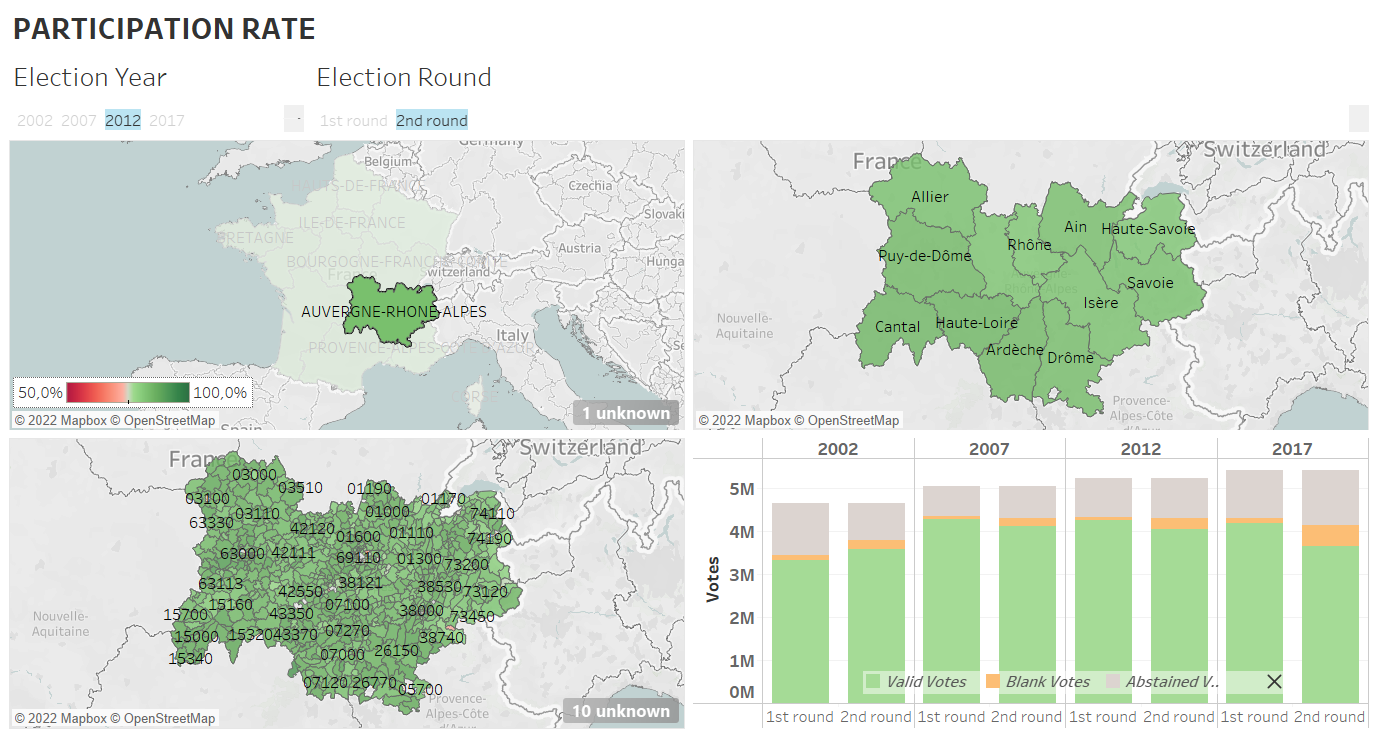 PARTICIPATION RATE
Election Year
Election Round
2002 2007 2012 2017
1st round 2nd round
Germany
Belgium
HAUTS-DE-FRANCE
Czechia
ILE-DE-FRANCE
Slovaki
BRETAGNE
Austria
BOURGOGNE-FRANCHE-COMTE
Hunga
France
witzerland
AUVERGNE-RHONE-ALPES
Italy
PROVENCE-ALPES-COTE D'AZUR
50,0% 100,0%
CORSE
1 unknown
© 2022 Mapbox © OpenStreetMap
Spain
France
Switzerland
Allier
Ain
Haute-Savoie
Rhône
Puy-de-Dôme
Savoie
Isère
Nouvelle-
Aquitaine
Cantal
Haute-Loire
Ardèche
Drôme
Provence-
Alpes-Côte
d'Azur
© 2022 Mapbox © OpenStreetMap
France
Switzerland
03000
03510
01190
03100
01170
03110
01000
74110
63330
42120
01110
01600
74190
63000
42111
69110
01300
73200
63113
38121
38530
73120
42550
15160
07100
38000
15700
43350
73450
15000
15320
43370
07270
38740
15340
07000
26150
07120
26770
05700
Nouvelle-
Aquitaine
Provence-
Alpes-Côte
d'Azur
10 unknown
© 2022 Mapbox © OpenStreetMap
2002 2007 2012 2017
5M
4M
3M
2M
1M
0M
Votes
Valid Votes Blank Votes Abstained V..
1st round 2nd round 1st round 2nd round 1st round 2nd round 1st round 2nd round